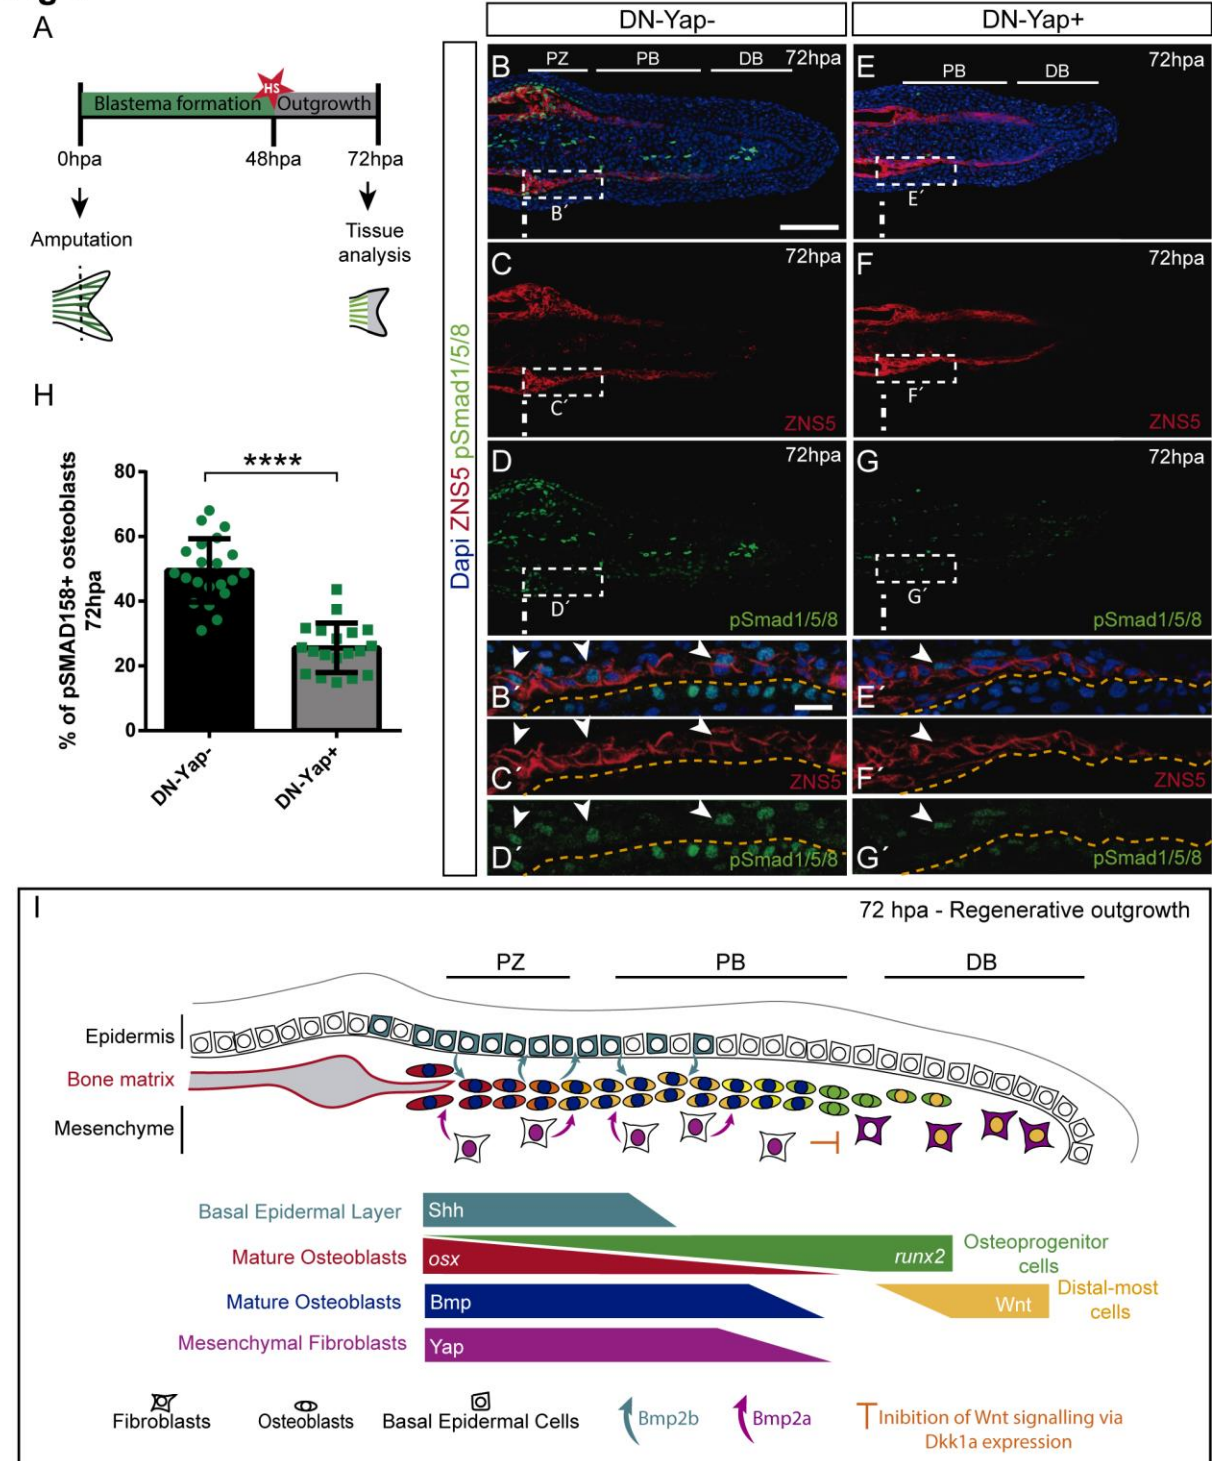 A
HS
Blastema formation
Outgrowth
0hpa
48hpa
72hpa
Amputation
Tissue
analysis
H
% of pSMAD158+ osteoblasts
72hpa
80
60
40
20
0
****
DN-Yap-
DN-Yap+
DN-Yap-
DN-Yap+
Dapi ZNS5 pSmad1/5/8
B
PZ
PB
DB
72hpa
B´
E
PB
DB
72hpa
E´
C
72hpa
C´
ZNS5
F
72hpa
F´
ZNS5
D
72hpa
D´
pSmad1/5/8
G
72hpa
G´
pSmad1/5/8
B´
E´
C´
ZNS5
F´
ZNS5
D´
pSmad1/5/8
G´
pSmad1/5/8
I
72 hpa - Regenerative outgrowth
PZ
PB
DB
Epidermis
Bone matrix
Mesenchyme
Basal Epidermal Layer
Shh
Mature Osteoblasts
osx
runx2
Osteoprogenitor
cells
Mature Osteoblasts
Bmp
Wnt
Distal-most
cells
Mesenchymal Fibroblasts
Yap
Fibroblasts
Osteoblasts
Basal Epidermal Cells
Bmp2b
Bmp2a
Inibition of Wnt signalling via
Dkk1a expression